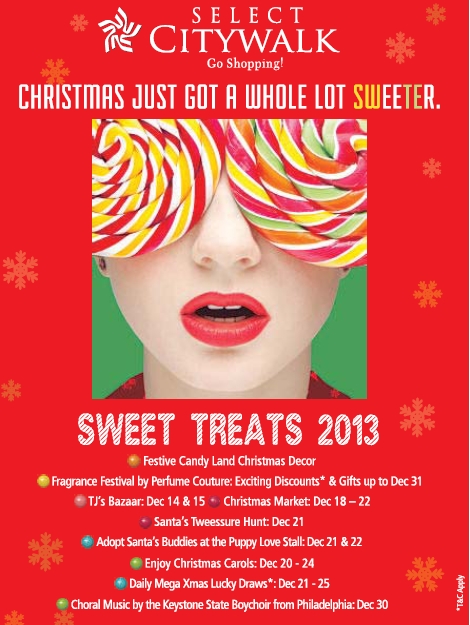 SELECT
CITYWALK
Go Shopping!
CHRISTMAS JUST GOT A WHOLE LOT SWEETER.
SWEET TREATS 2013
Festive Candy Land Christmas Decor
Fragrance Festival by Perfume Couture: Exciting Discounts* & Gifts up to Dec 31
TJ's Bazaar: Dec 14 & 15 Christmas Market: Dec 18 – 22
Santa's Tweessure Hunt: Dec 21
Adopt Santa's Buddies at the Puppy Love Stall: Dec 21 & 22
Enjoy Christmas Carols: Dec 20 - 24
Daily Mega Xmas Lucky Draws*: Dec 21 - 25
Choral Music by the Keystone State Boychoir from Philadelphia: Dec 30
*T&C Apply